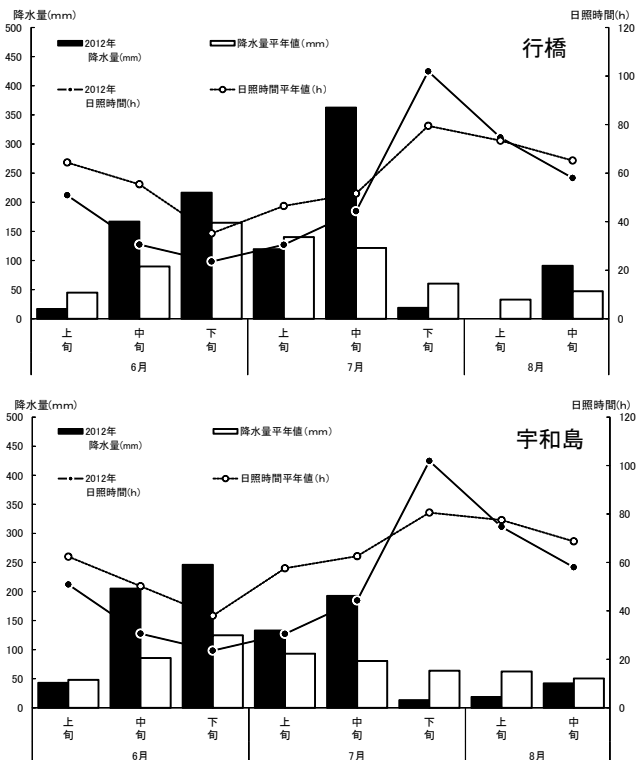 降水量(mm) 日照時間(h)
500 120
2012年 降水量平年値(mm)
降水量(mm)
行橋
450
400 100
2012年 日照時間平年値(h)
日照時間(h)
350
80
300
250 60
200
40
150
100
20
50
0 0
上旬 中旬 下旬 上旬 中旬 下旬 上旬 中旬
6月 7月 8月
降水量(mm) 日照時間(h)
500 120
2012年 降水量平年値(mm)
降水量(mm)
宇和島
450
400 100
2012年 日照時間平年値(h)
日照時間(h)
350
80
300
250 60
200
40
150
100
20
50
0 0
上旬 中旬 下旬 上旬 中旬 下旬 上旬 中旬
6月 7月 8月